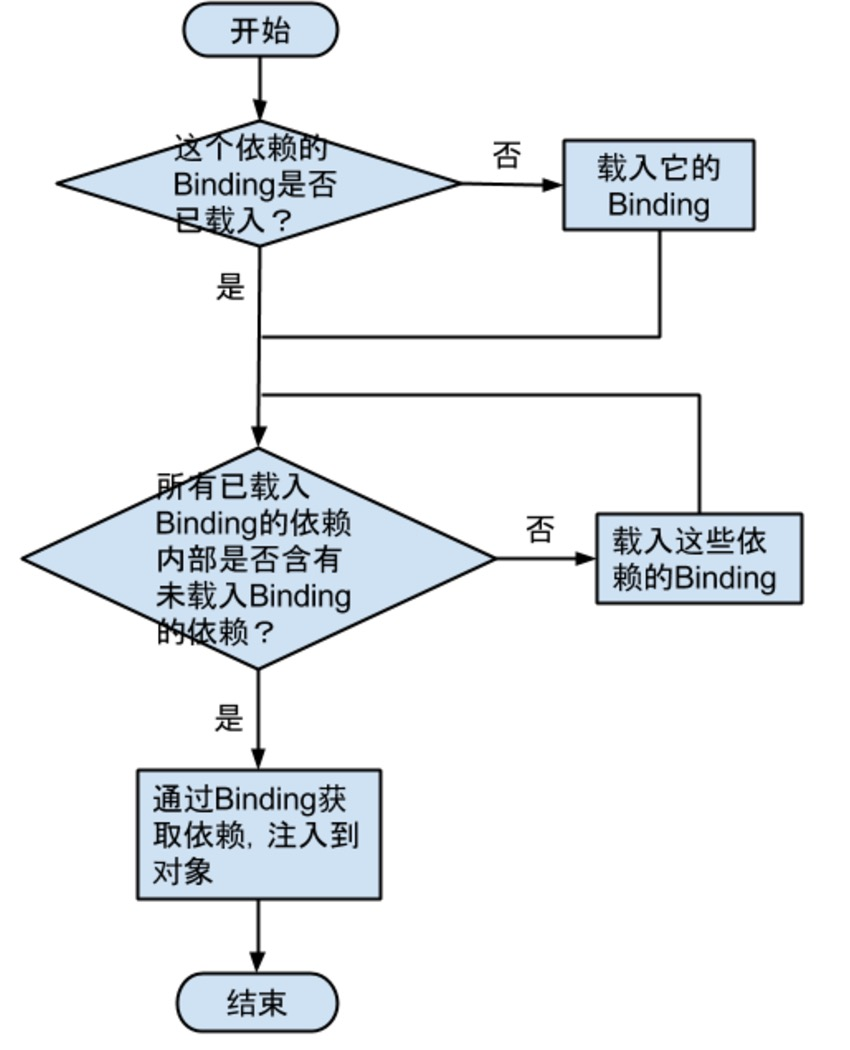 开始
这个依赖的
Binding是否
已载入？
否
载入它的
Binding
是
所有已载入
Binding的依赖
内部是否含有
未载入Binding
的依赖？
否
载入这些依
赖的Binding
是
通过Binding获
取依赖, 注入到
对象
结束